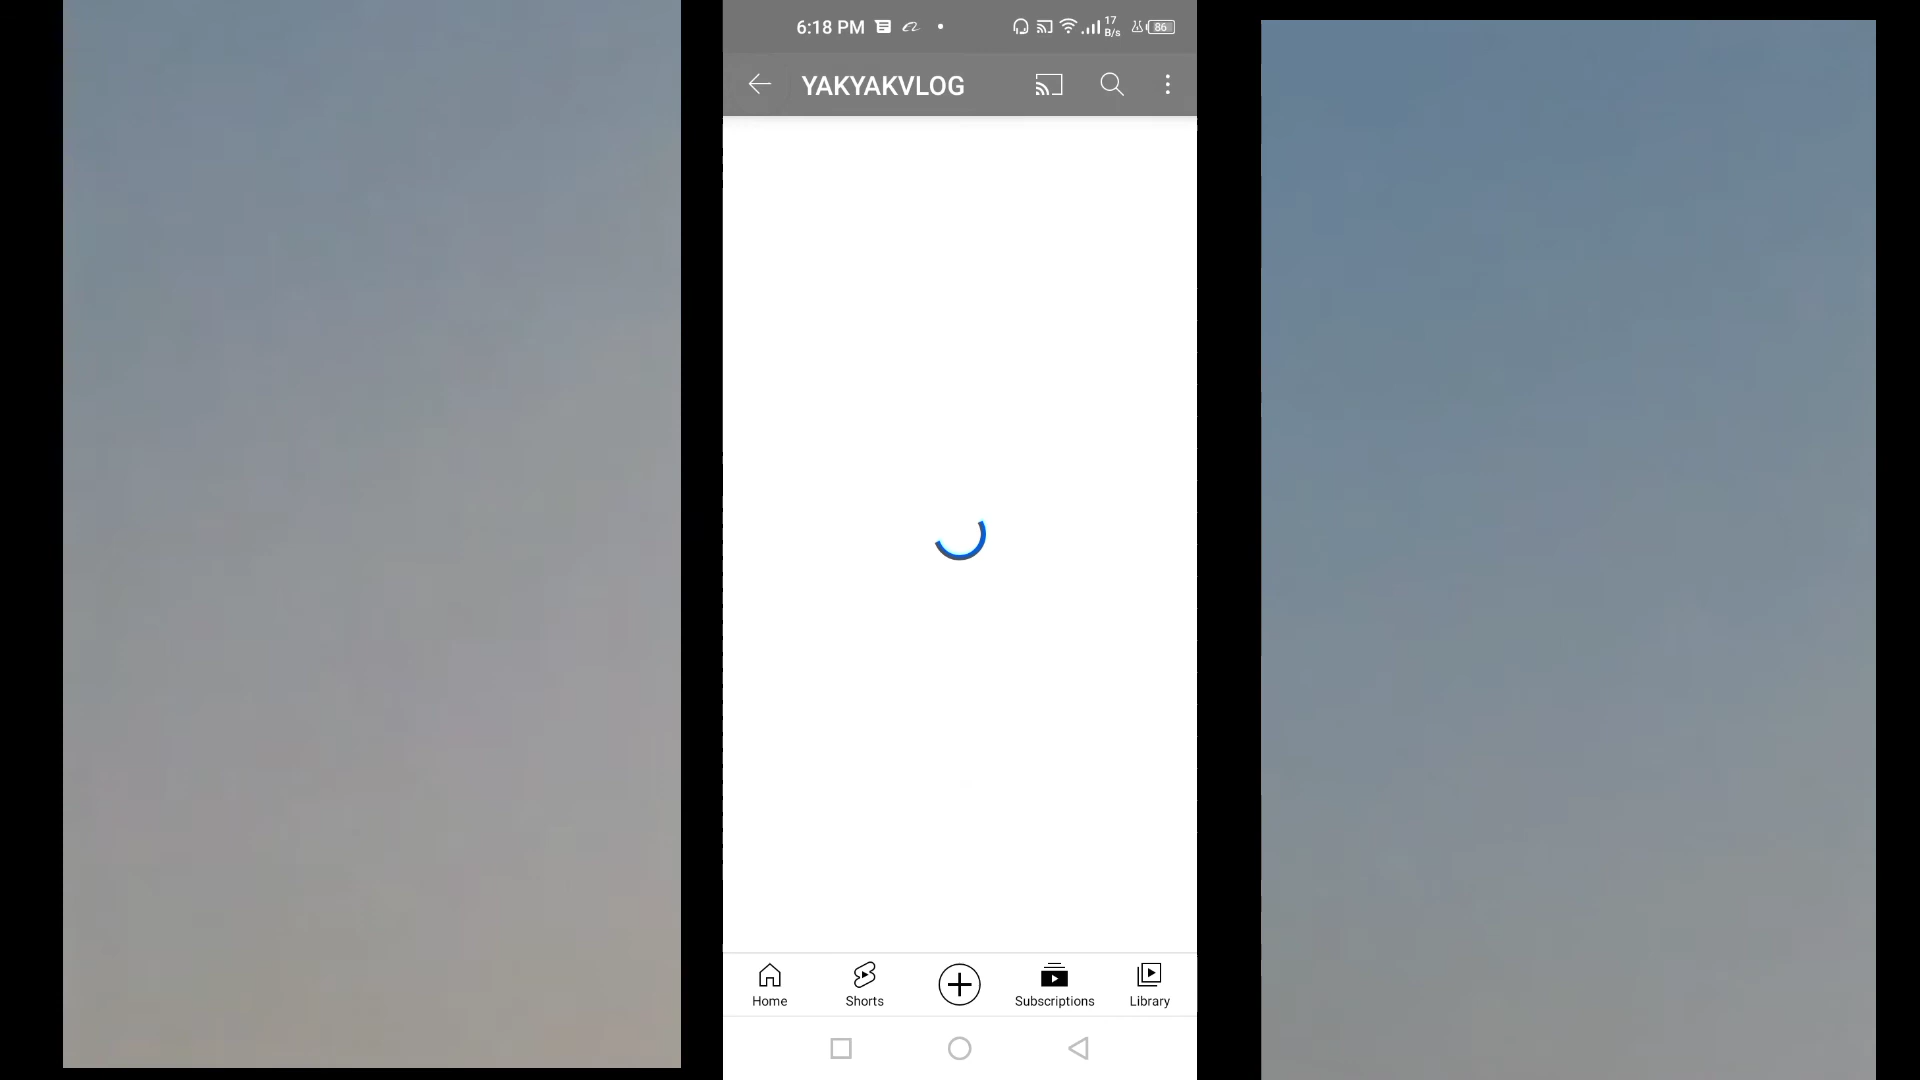 6:18 PM
17
B/s
86
YAKYAKVLOG
Home
Shorts
Subscriptions
Library